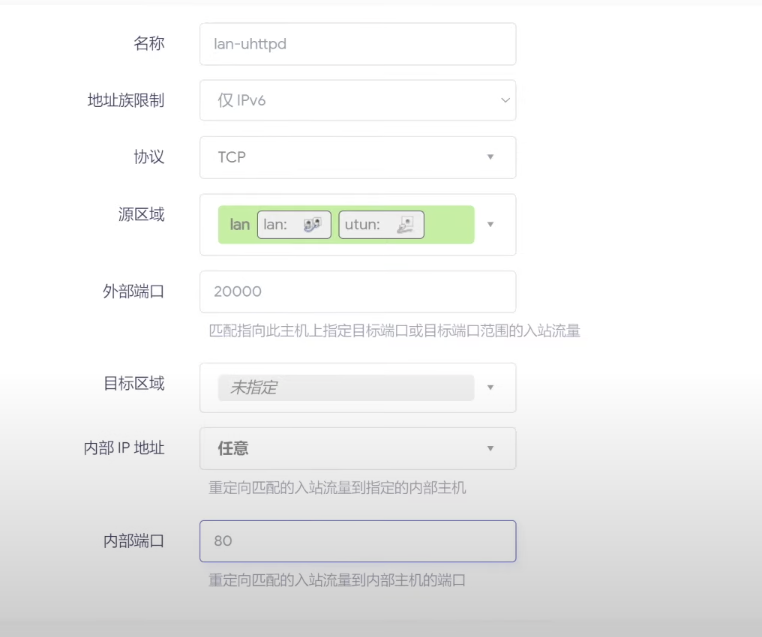 名称 lan-uhttpd
地址族限制 仅 IPv6
协议 TCP
源区域 lan lan: utun:
外部端口 20000
匹配指向此主机上指定目标端口或目标端口范围的入站流量
目标区域 未指定
内部 IP 地址 任意
重定向匹配的入站流量到指定的内部主机
内部端口 80
重定向匹配的入站流量到内部主机的端口